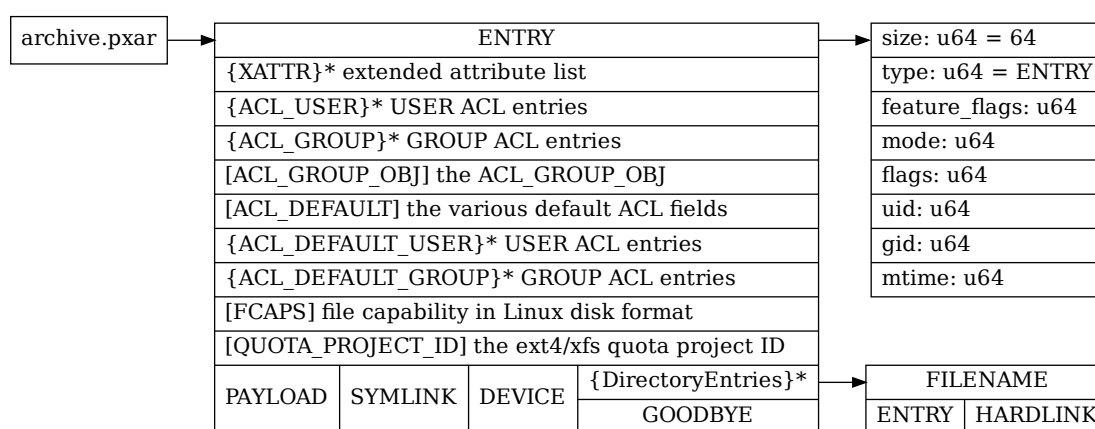 archive.pxar
ENTRY
{XATTR}* extended attribute list
{ACL_USER}* USER ACL entries
{ACL_GROUP}* GROUP ACL entries
[ACL_GROUP_OBJ] the ACL_GROUP_OBJ
[ACL_DEFAULT] the various default ACL fields
{ACL_DEFAULT_USER}* USER ACL entries
{ACL_DEFAULT_GROUP}* GROUP ACL entries
[FCAPS] file capability in Linux disk format
[QUOTA_PROJECT_ID] the ext4/xfs quota project ID
PAYLOAD
SYMLINK
DEVICE
{DirectoryEntries}*
GOODBYE
size: u64 = 64
type: u64 = ENTRY
feature_flags: u64
mode: u64
flags: u64
uid: u64
gid: u64
mtime: u64
FILENAME
ENTRY
HARDLINK